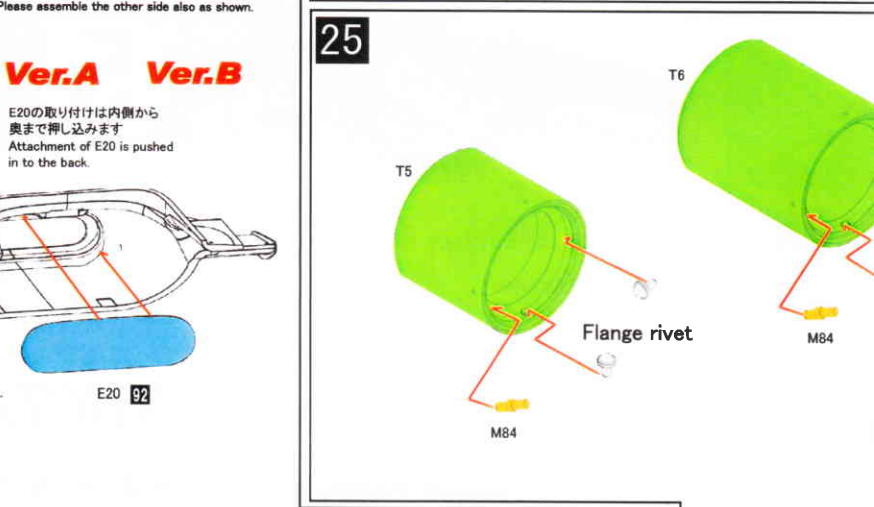 Please assemble the other side also as shown.
Ver.A Ver.B
E20の取り付けは内側から
奥まで押し込みます
Attachment of E20 is pushed
in to the back.
1
E20 92
25
T6
T5
Flange rivet
M84
M84